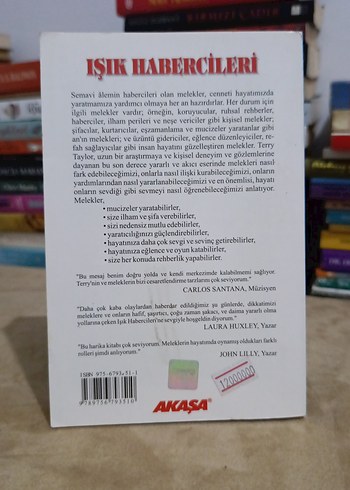 IŞIK HABERCİLERİ
Semavi âlemin habercileri olan melekler, cenneti hayatımızda
yaratmamıza yardımcı olmaya her an hazırdırlar. Her durum için
ilgili melekler vardır; örneğin, koruyucular, ruhsal rehberler,
haberciler, ilham perileri ve neşe vericiler gibi kişisel melekler;
şifacılar, kurtarıcılar, eşzamanlama ve mucizeler yaratanlar gibi
an'ın melekleri; ve üzüntü gidericiler, eğlence düzenleyiciler, re-
fah sağlayıcılar gibi insan hayatını güzelleştiren melekler. Terry
Taylor, uzun bir araştırmaya ve kişisel deneyim ve gözlemlerine
dayanan bu son derece yararlı ve akıcı eserinde melekleri nasıl
fark edebileceğimizi, onlarla nasıl ilişki kurabileceğimizi, onların
yardımlarından nasıl yararlanabileceğimizi ve en önemlisi, hayatı
onların sevdiği gibi sevmeyi nasıl öğrenebileceğimizi anlatıyor.
Melekler,
• mucizeler yaratabilirler,
• size ilham ve şifa verebilirler,
• sizi nedensiz mutlu edebilirler,
• yaratıcılığınızı güçlendirebilirler,
• hayatınıza daha çok sevgi ve sevinç getirebilirler,
• hayatınıza eğlence ve oyun katabilirler,
• size her konuda rehberlik yapabilirler.
"Bu mesaj benim doğru yolda ve kendi merkezimde kalabilmemi sağlıyor.
Terry'nin ve meleklerin bizi cesaretlendirme tarzlarını çok seviyorum."
CARLOS SANTANA, Müzisyen
"Daha çok kaba olaylardan haberdar edildiğimiz şu günlerde, dikkatimizi
meleklere ve onların hafif, şaşırtıcı, çoğu zaman şakacı, ve daima yararlı olma
yollarına çeken Işık Habercileri'ne sevgiyle hoşgeldin diyorum."
LAURA HUXLEY, Yazar
"Bu harika kitabı çok seviyorum. Meleklerin hayatımda oynamış oldukları farklı
rolleri şimdi anlıyorum."
JOHN LILLY, Yazar
ISBN 975-6793-51-1
9789756793510
12000000
AKAŞA